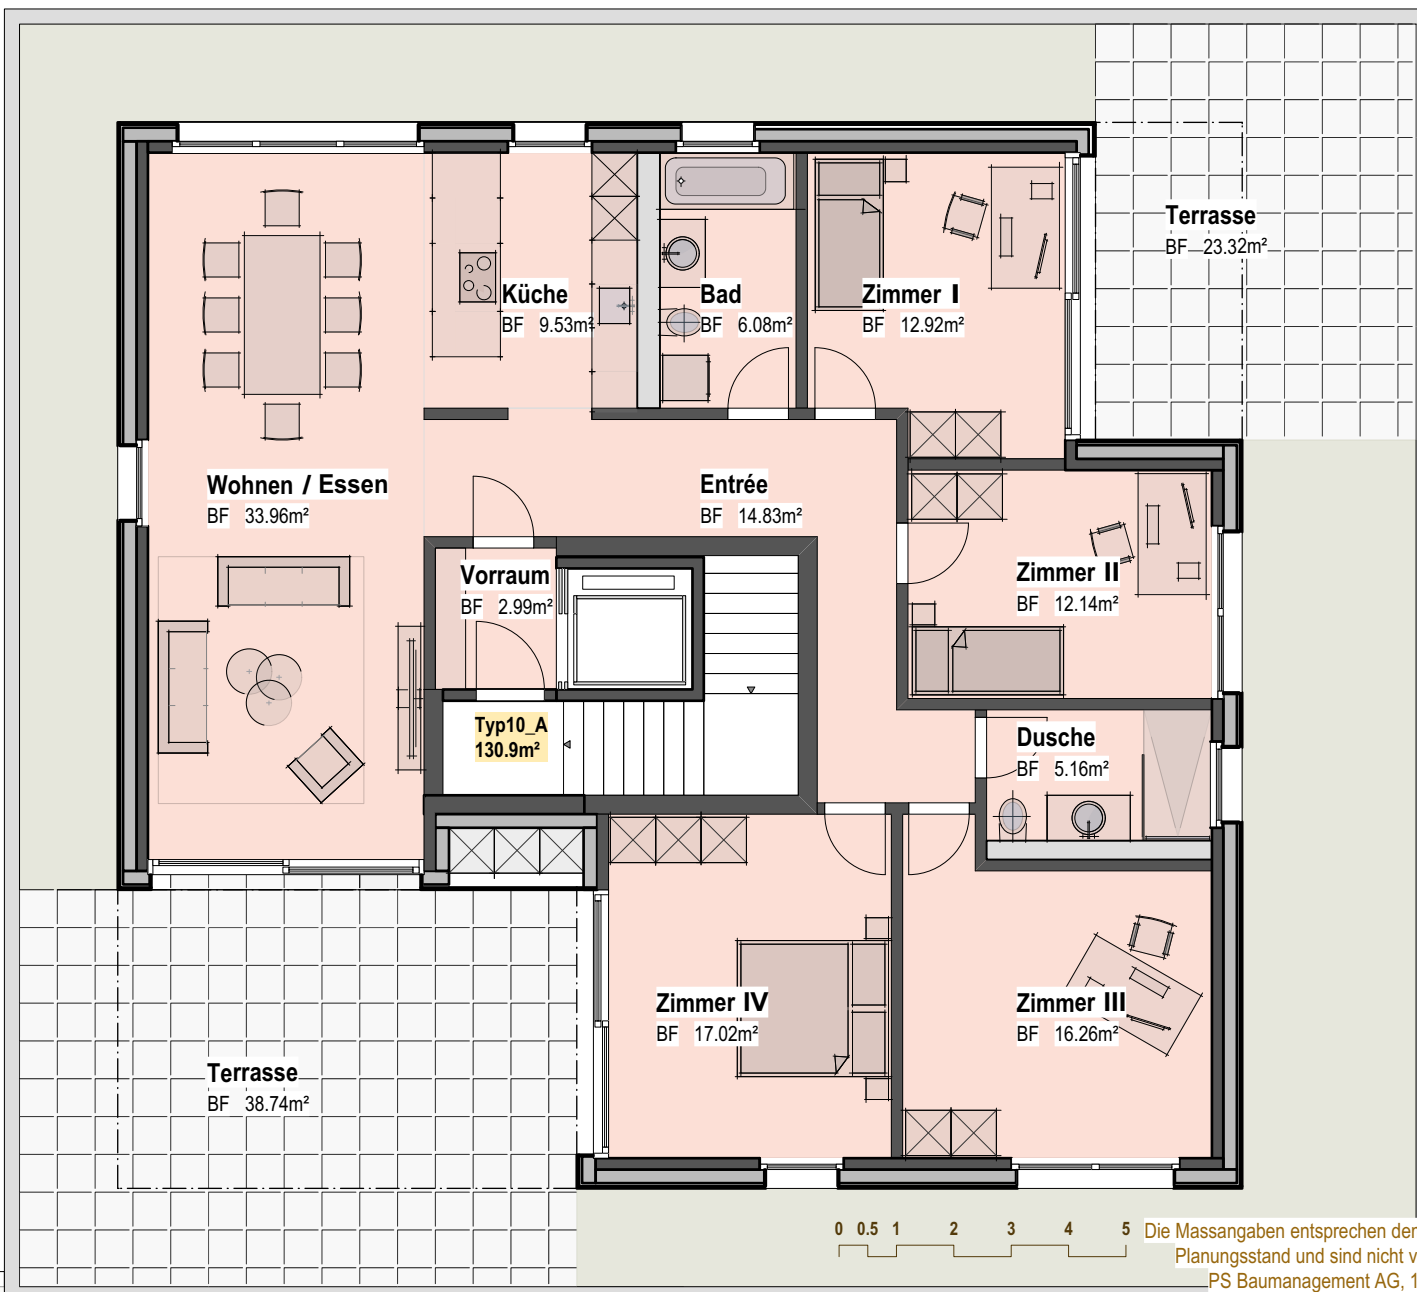 Terrasse
BF 23.32m²
Küche
BF 9.53m²
Bad
BF 6.08m²
Zimmer I
BF 12.92m²
Wohnen / Essen
BF 33.96m²
Entrée
BF 14.83m²
Vorraum
BF 2.99m²
Zimmer II
BF 12.14m²
Typ10_A
130.9m²
Dusche
BF 5.16m²
Zimmer IV
BF 17.02m²
Zimmer III
BF 16.26m²
Terrasse
BF 38.74m²
0 0.5 1 2 3 4 5
Die Massangaben entsprechen der
Planungsstand und sind nicht v
PS Baumanagement AG, 1